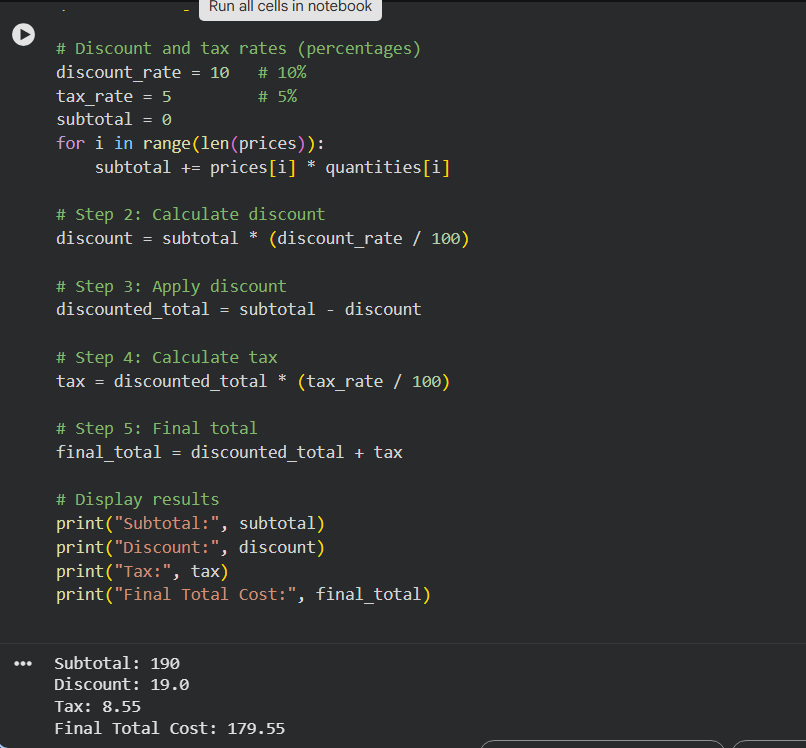 Run all cells in notebook
# Discount and tax rates (percentages)
discount_rate = 10   # 10%
tax_rate = 5         # 5%
subtotal = 0
for i in range(len(prices)):
    subtotal += prices[i] * quantities[i]

# Step 2: Calculate discount
discount = subtotal * (discount_rate / 100)

# Step 3: Apply discount
discounted_total = subtotal - discount

# Step 4: Calculate tax
tax = discounted_total * (tax_rate / 100)

# Step 5: Final total
final_total = discounted_total + tax

# Display results
print("Subtotal:", subtotal)
print("Discount:", discount)
print("Tax:", tax)
print("Final Total Cost:", final_total)

Subtotal: 190
Discount: 19.0
Tax: 8.55
Final Total Cost: 179.55